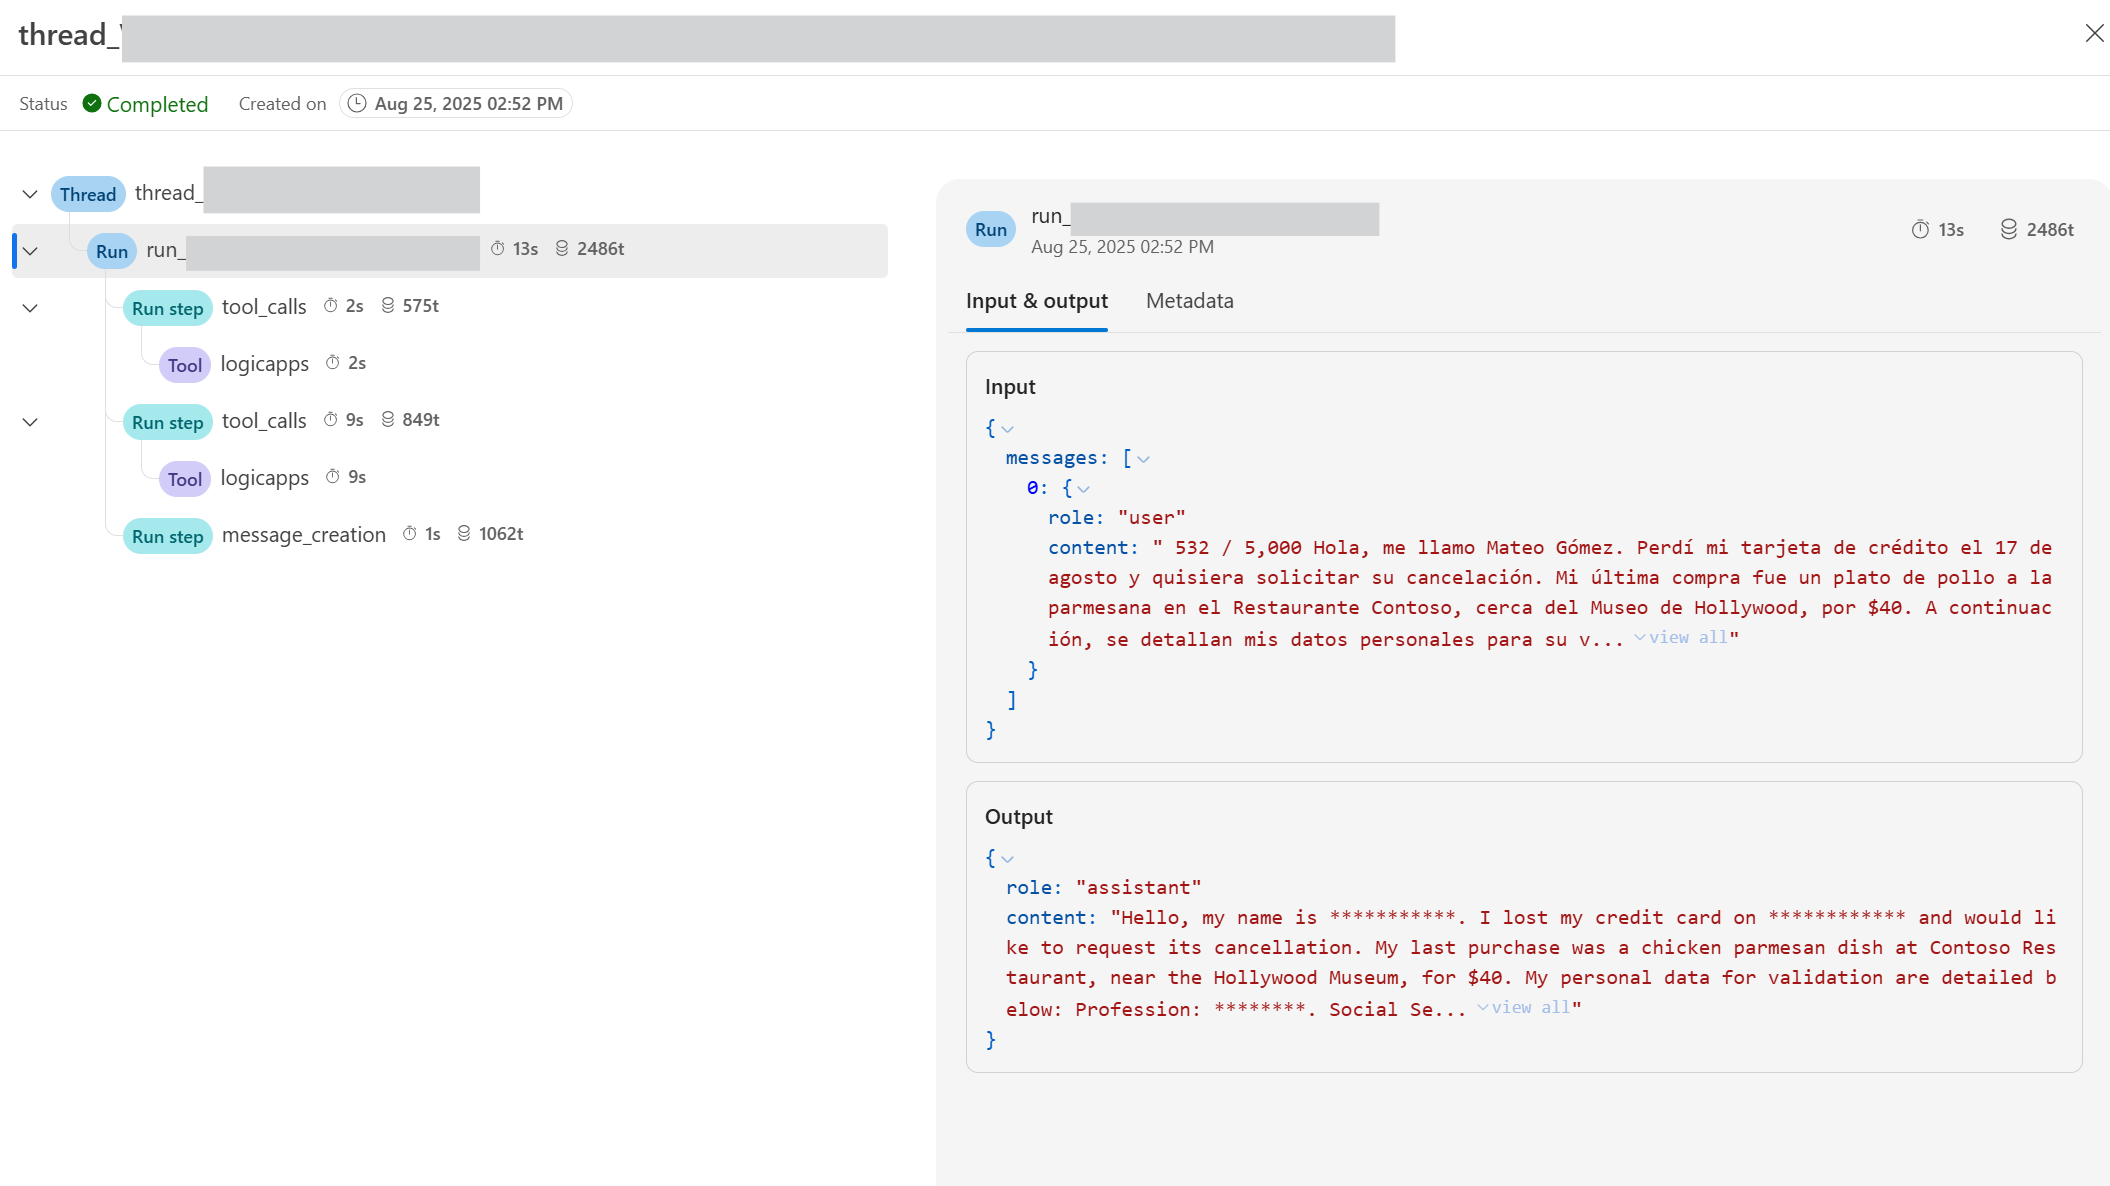 thread_
Status Completed Created on Aug 25, 2025 02:52 PM
Thread thread_
Run run_ 13s 2486t
Run step tool_calls 2s 575t
Tool logicapps 2s
Run step tool_calls 9s 849t
Tool logicapps 9s
Run step message_creation 1s 1062t
Run run_ 13s 2486t
Aug 25, 2025 02:52 PM
Input & output Metadata
Input
{
messages: [
0: {
role: "user"
content: " 532 / 5,000 Hola, me llamo Mateo Gómez. Perdí mi tarjeta de crédito el 17 de
agosto y quisiera solicitar su cancelación. Mi última compra fue un plato de pollo a la
parmesana en el Restaurante Contoso, cerca del Museo de Hollywood, por $40. A continuac
ión, se detallan mis datos personales para su v... view all"
}
]
}
Output
{
role: "assistant"
content: "Hello, my name is ***********. I lost my credit card on ************ and would li
ke to request its cancellation. My last purchase was a chicken parmesan dish at Contoso Res
taurant, near the Hollywood Museum, for $40. My personal data for validation are detailed b
elow: Profession: ********. Social Se... view all"
}